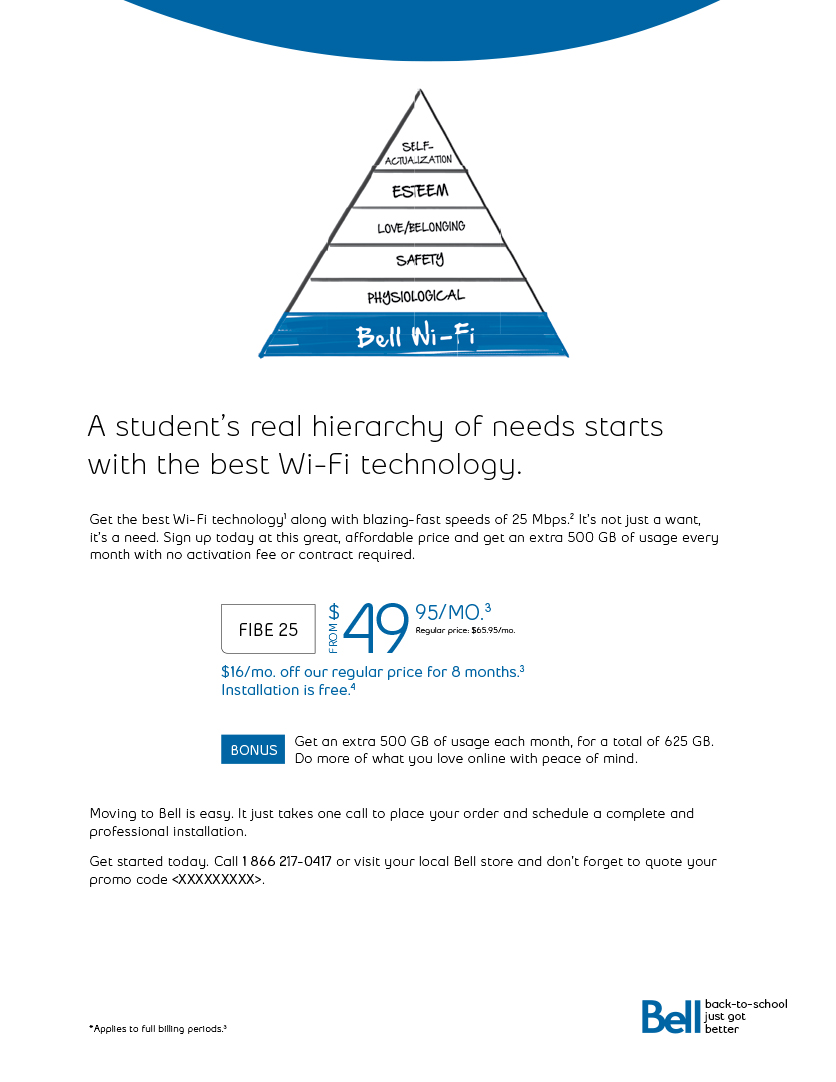 SELF-
ACTUALIZATION
ESTEEM
LOVE/BELONGING
SAFETY
PHYSIOLOGICAL
Bell Wi-Fi
A student's real hierarchy of needs starts
with the best Wi-Fi technology.
Get the best Wi-Fi technology¹ along with blazing-fast speeds of 25 Mbps.² It's not just a want,
it's a need. Sign up today at this great, affordable price and get an extra 500 GB of usage every
month with no activation fee or contract required.
FIBE 25
FROM $49 95/MO.³
Regular price: $65.95/mo.
$16/mo. off our regular price for 8 months.³
Installation is free.⁴
BONUS
Get an extra 500 GB of usage each month, for a total of 625 GB.
Do more of what you love online with peace of mind.
Moving to Bell is easy. It just takes one call to place your order and schedule a complete and
professional installation.
Get started today. Call 1 866 217-0417 or visit your local Bell store and don't forget to quote your
promo code <XXXXXXXXX>.
*Applies to full billing periods.³
Bell
back-to-school
just got
better